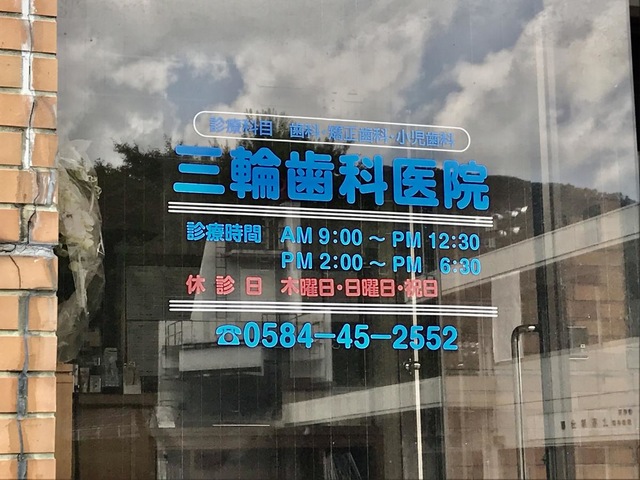 診療科目 歯科・矯正歯科・小児歯科
三輪歯科医院
診療時間 AM 9:00 ~ PM 12:30
PM 2:00 ~ PM 6:30
休診日 木曜日・日曜日・祝日
☎0584-45-2552